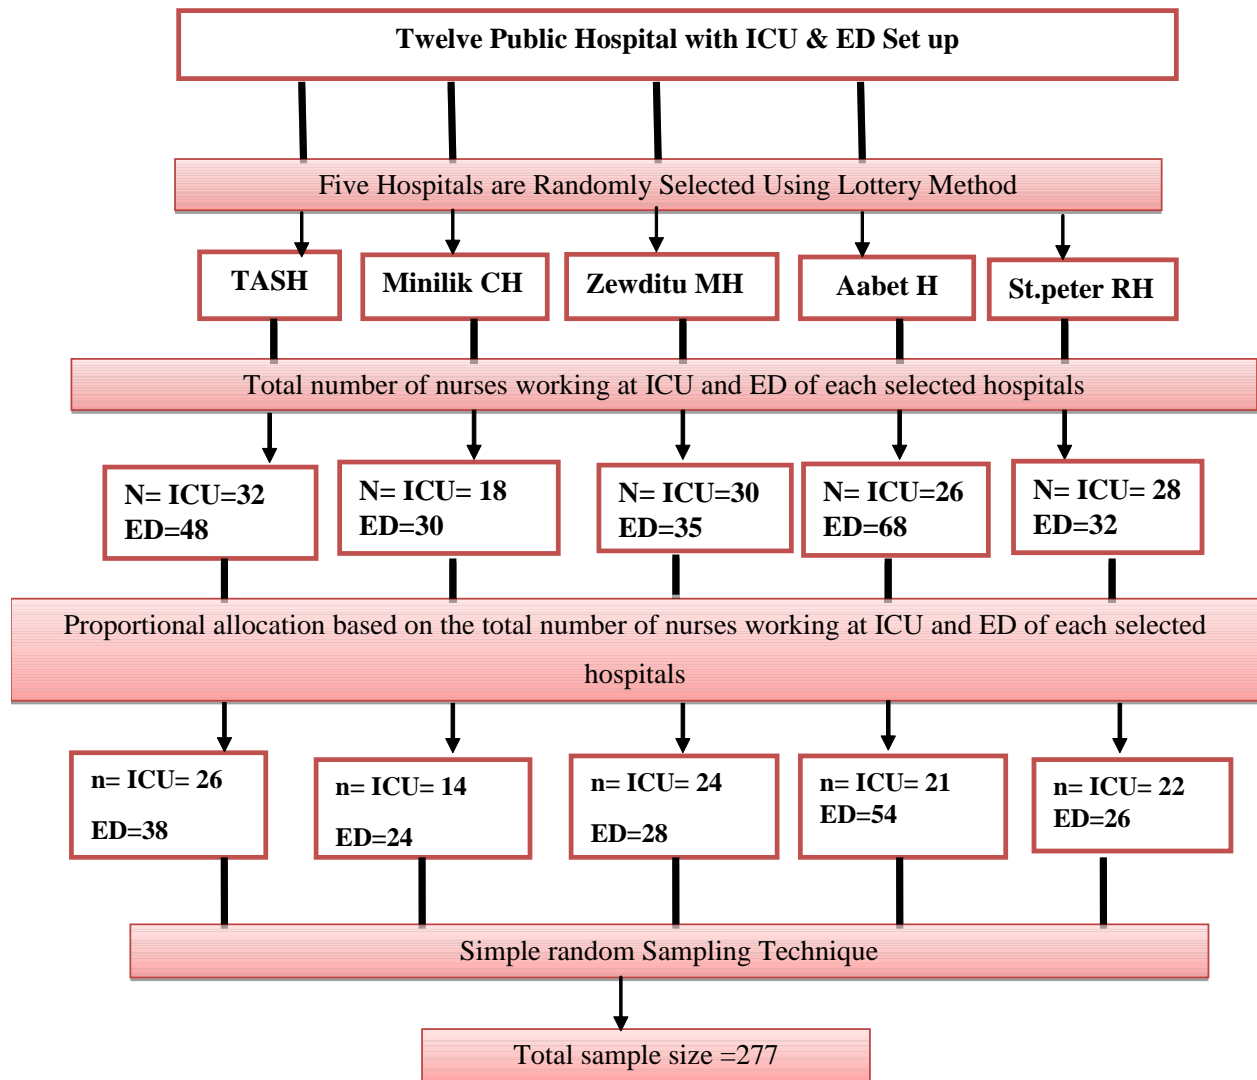 Twelve Public Hospital with ICU & ED Set up
Five Hospitals are Randomly Selected Using Lottery Method
TASH
Minilik CH
Zewditu MH
Aabet H
St.peter RH
Total number of nurses working at ICU and ED of each selected hospitals
N= ICU=32
ED=48
N= ICU= 18
ED=30
N= ICU=30
ED=35
N= ICU=26
ED=68
N= ICU= 28
ED=32
Proportional allocation based on the total number of nurses working at ICU and ED of each selected
hospitals
n= ICU= 26
ED=38
n= ICU= 14
ED=24
n= ICU= 24
ED=28
n= ICU= 21
ED=54
n= ICU= 22
ED=26
Simple random Sampling Technique
Total sample size =277